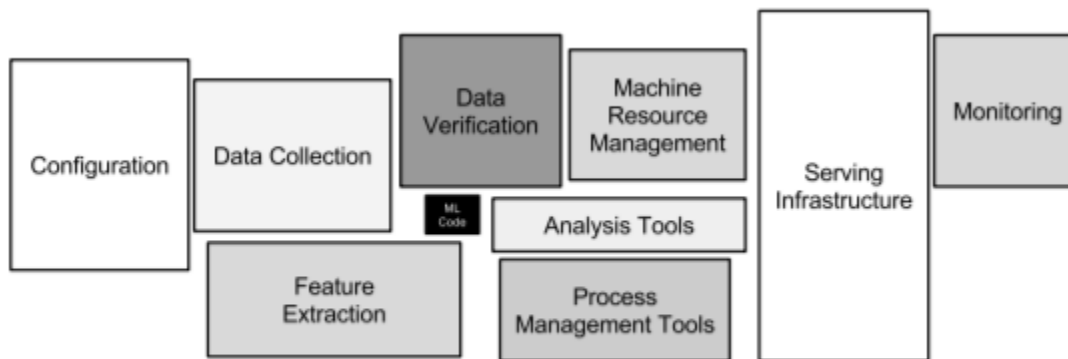 Configuration
Data Collection
Data
Verification
Machine
Resource
Management
Monitoring
Serving
Infrastructure
ML
Code
Analysis Tools
Feature
Extraction
Process
Management Tools